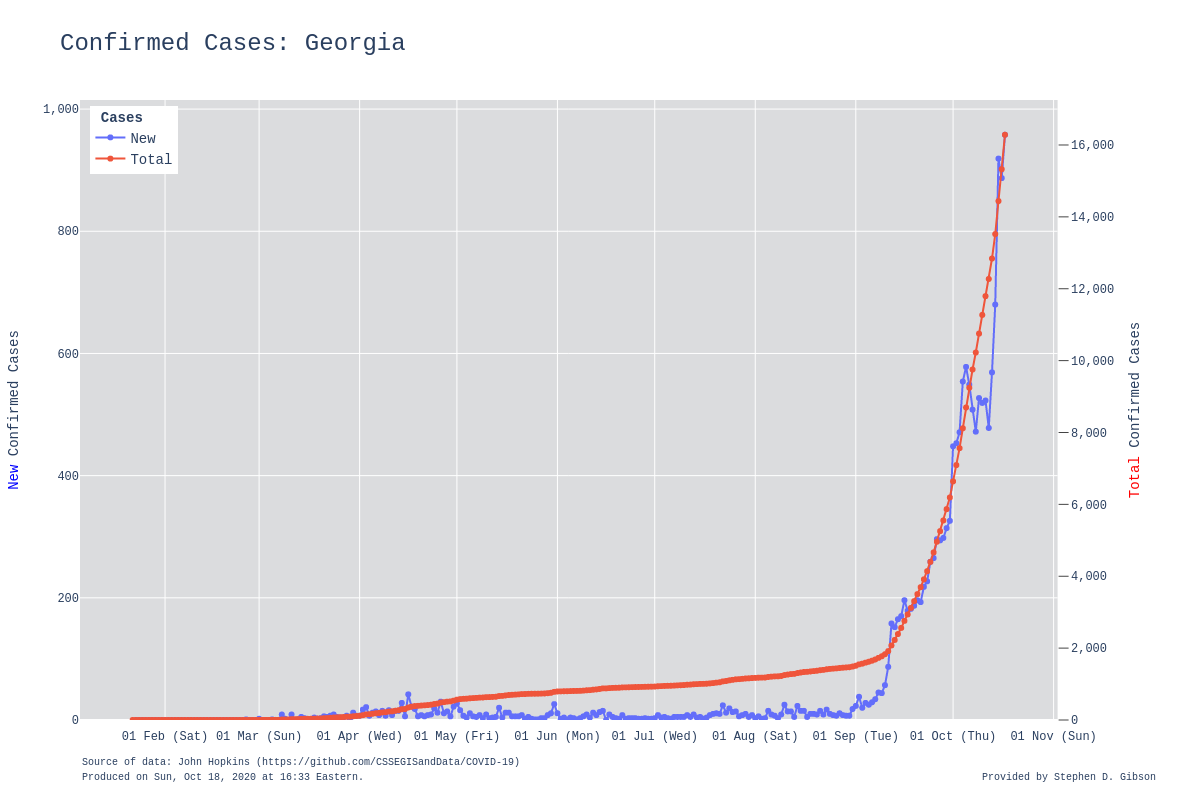 Confirmed Cases: Georgia
Cases
New
Total
1,000
800
600
400
200
0
New Confirmed Cases
16,000
14,000
12,000
10,000
8,000
6,000
4,000
2,000
0
Total Confirmed Cases
01 Feb (Sat) 01 Mar (Sun) 01 Apr (Wed) 01 May (Fri) 01 Jun (Mon) 01 Jul (Wed) 01 Aug (Sat) 01 Sep (Tue) 01 Oct (Thu) 01 Nov (Sun)
Source of data: John Hopkins (https://github.com/CSSEGISandData/COVID-19)
Produced on Sun, Oct 18, 2020 at 16:33 Eastern.
Provided by Stephen D. Gibson